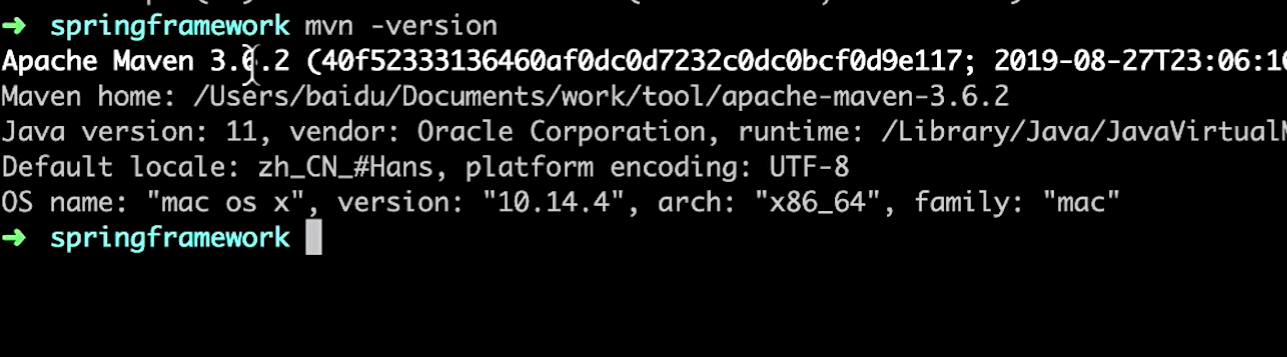 ➜ springframework mvn -version
Apache Maven 3.6.2 (40f52333136460af0dc0d7232c0dc0bcf0d9e117; 2019-08-27T23:06:1
Maven home: /Users/baidu/Documents/work/tool/apache-maven-3.6.2
Java version: 11, vendor: Oracle Corporation, runtime: /Library/Java/JavaVirtual
Default locale: zh_CN_#Hans, platform encoding: UTF-8
OS name: "mac os x", version: "10.14.4", arch: "x86_64", family: "mac"
➜ springframework